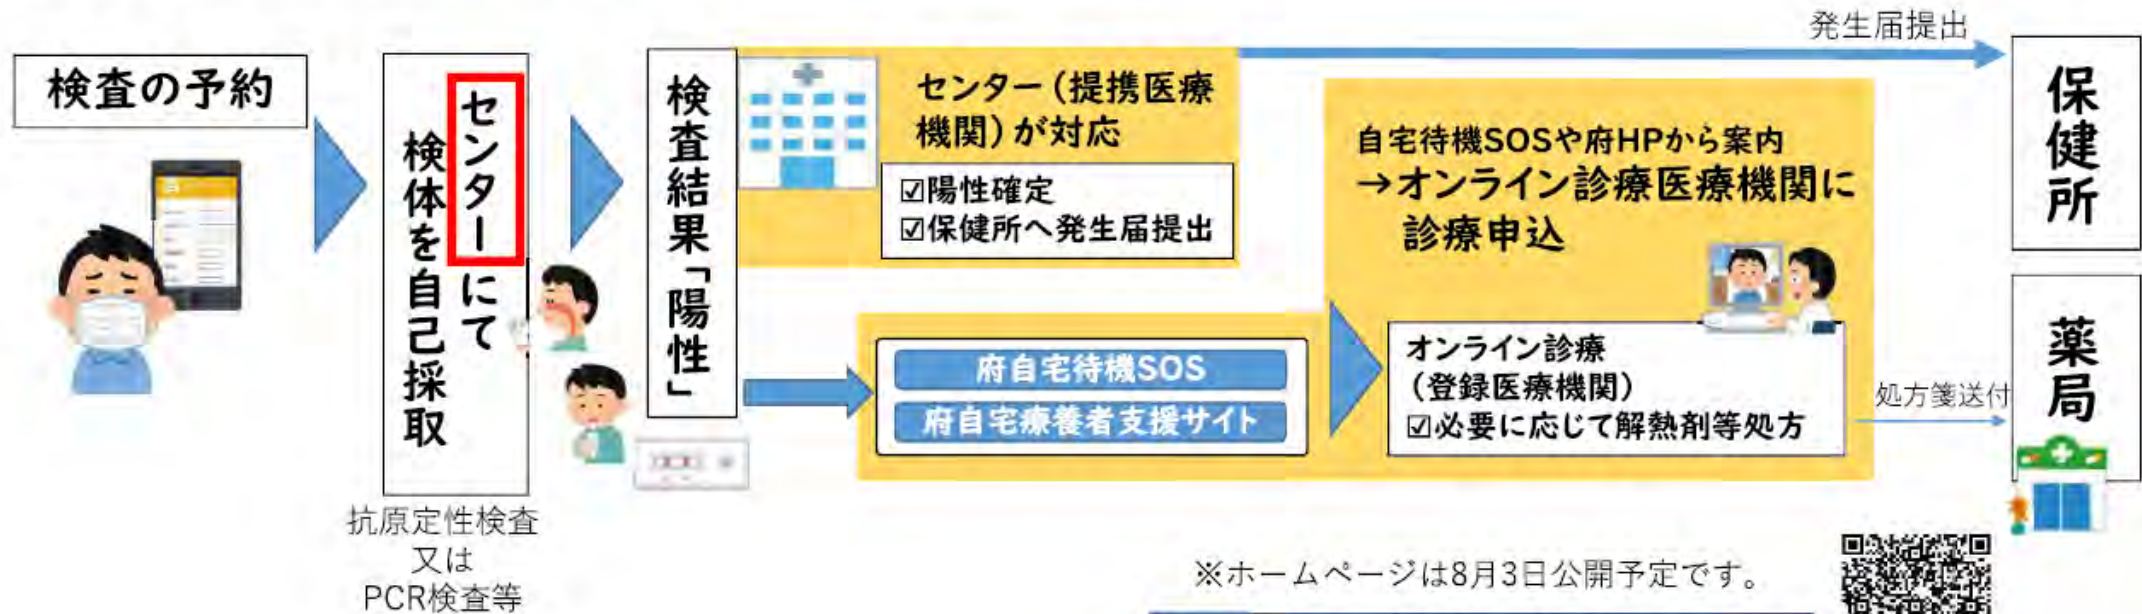 発生届提出
検査の予約
センターにて
検体を自己採取
抗原定性検査
又は
PCR検査等
検査結果「陽性」
センター（提携医療
機関）が対応
☑陽性確定
☑保健所へ発生届提出
府自宅待機SOS
府自宅療養者支援サイト
自宅待機SOSや府HPから案内
→オンライン診療医療機関に
診療申込
オンライン診療
（登録医療機関）
☑必要に応じて解熱剤等処方
処方箋送付
保健所
薬局
※ホームページは8月3日公開予定です。